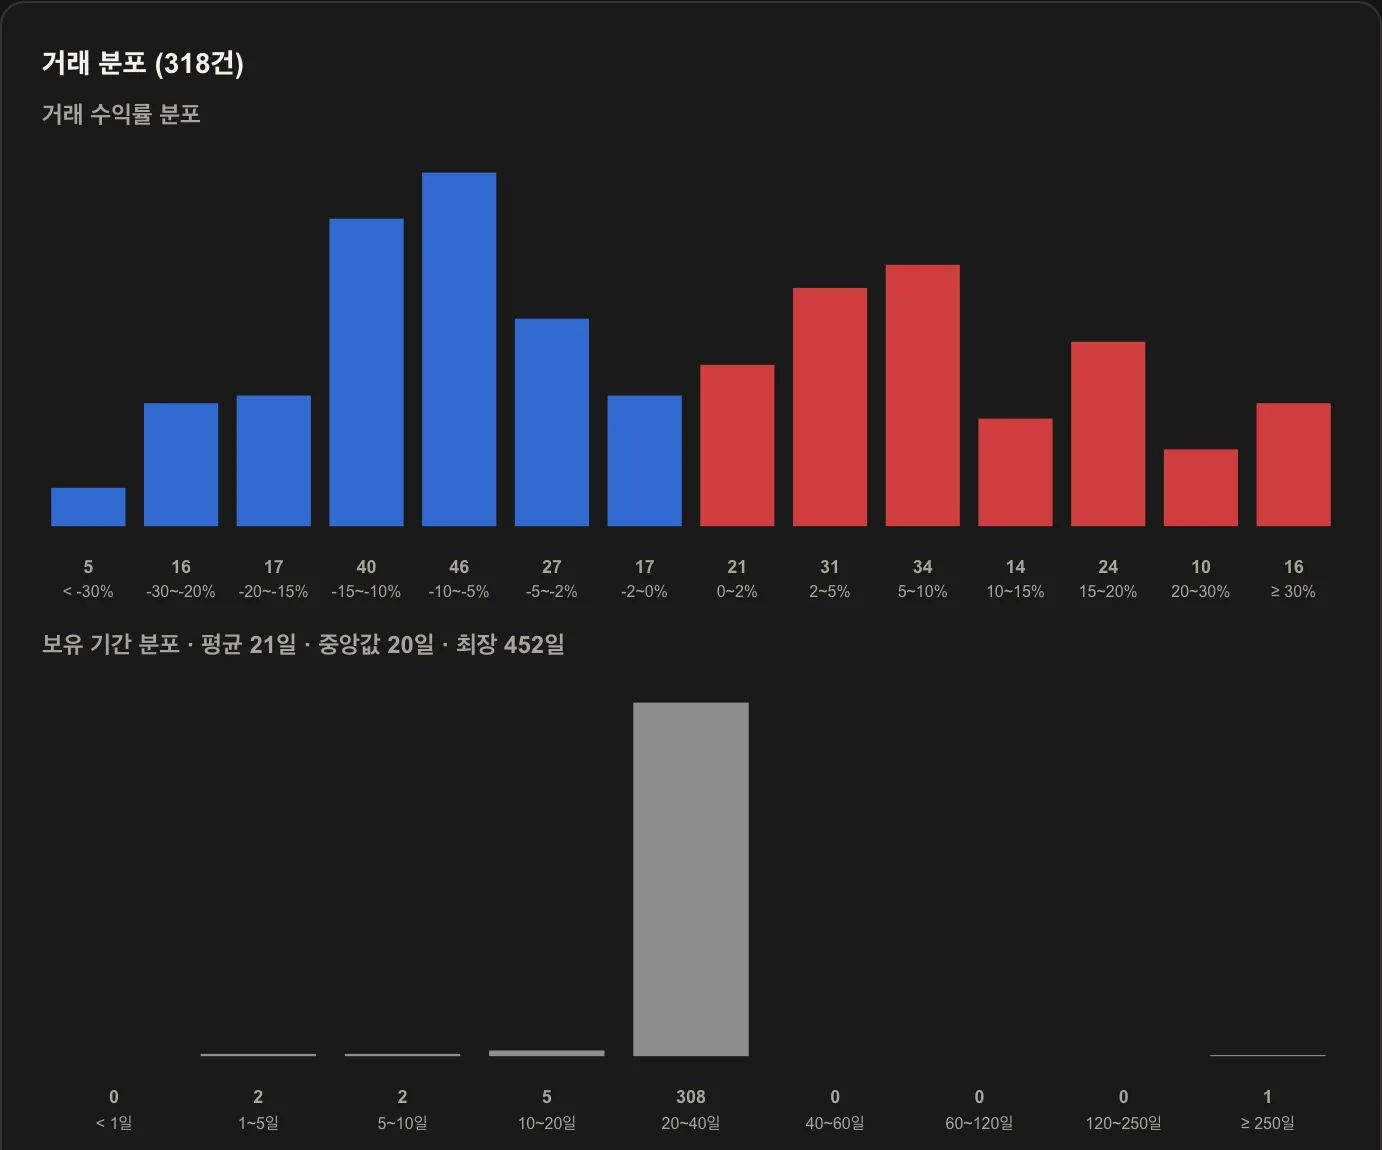 거래 분포 (318건)
거래 수익률 분포
5 16 17 40 46 27 17 21 31 34 14 24 10 16
< -30% -30~-20% -20~-15% -15~-10% -10~-5% -5~-2% -2~0% 0~2% 2~5% 5~10% 10~15% 15~20% 20~30% ≥ 30%
보유 기간 분포 · 평균 21일 · 중앙값 20일 · 최장 452일
0 2 2 5 308 0 0 0 1
< 1일 1~5일 5~10일 10~20일 20~40일 40~60일 60~120일 120~250일 ≥ 250일